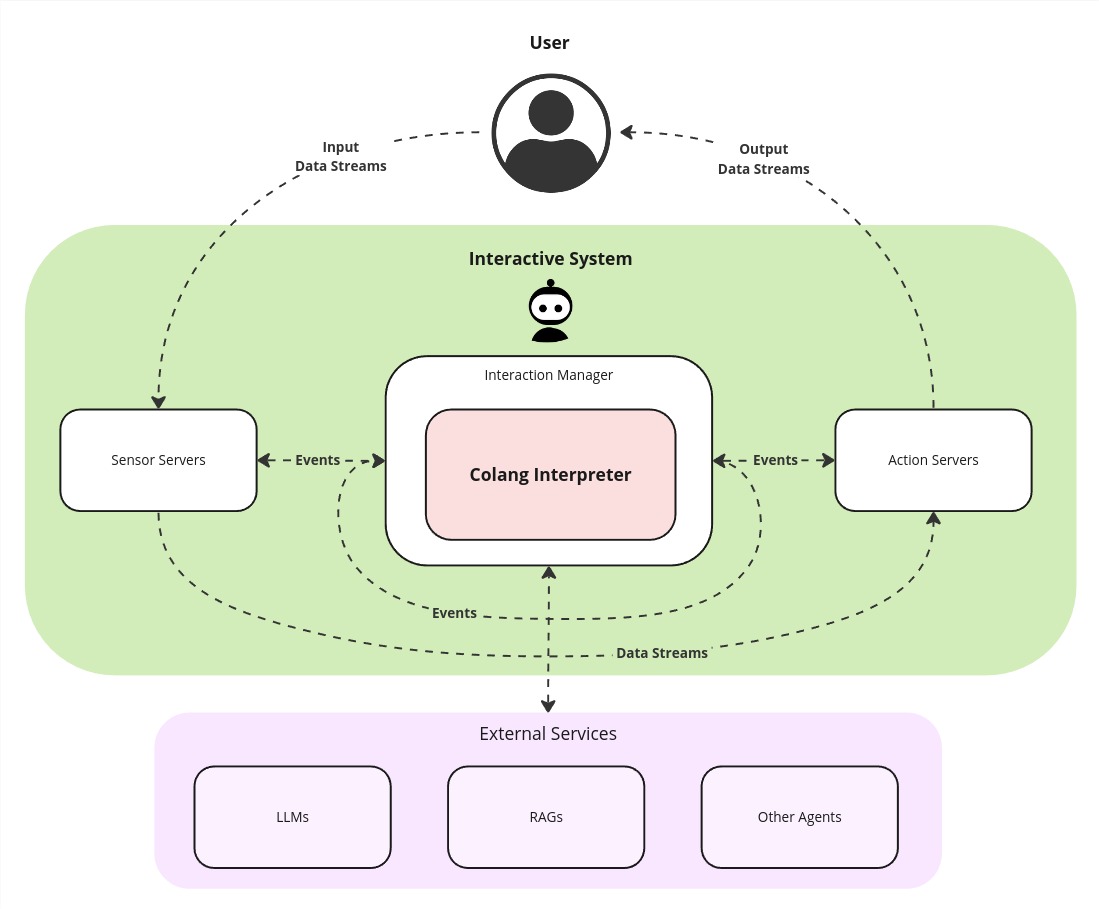 User
Input
Data Streams
Output
Data Streams
Interactive System
Interaction Manager
Sensor Servers
Events
Colang Interpreter
Events
Action Servers
Events
Data Streams
External Services
LLMs
RAGs
Other Agents